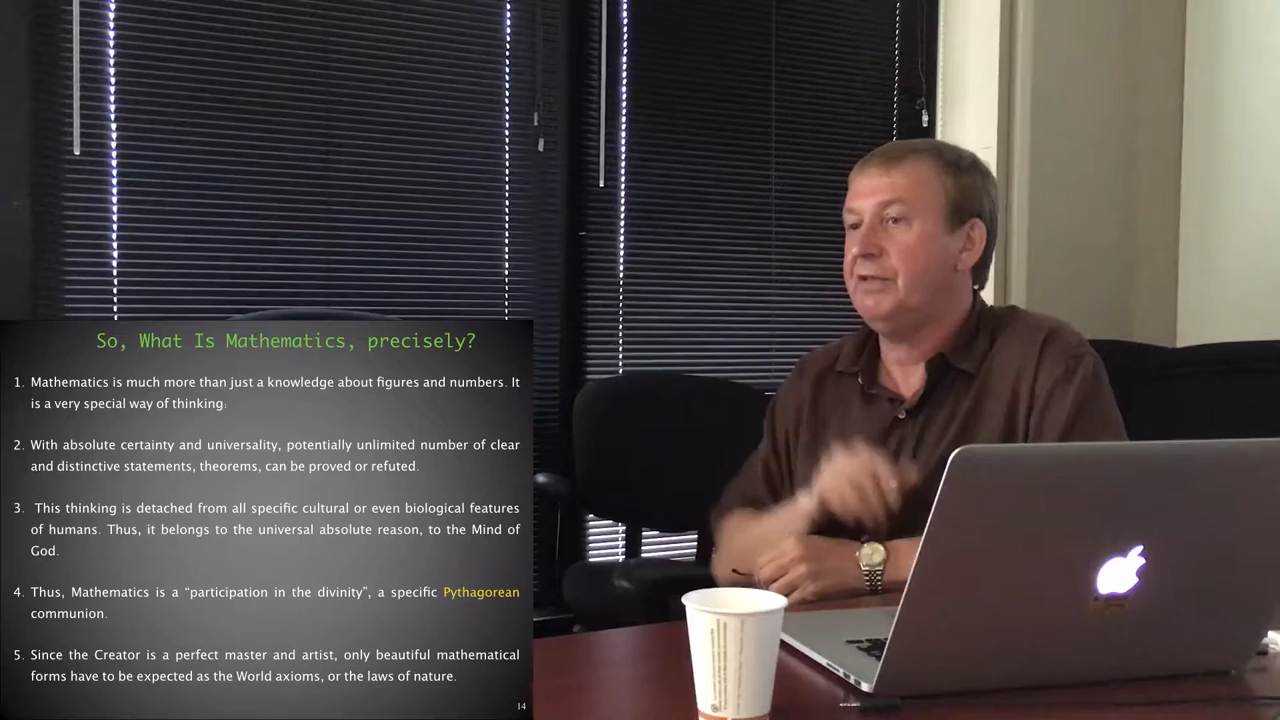 So, What Is Mathematics, precisely?
1. Mathematics is much more than just a knowledge about figures and numbers. It
is a very special way of thinking:
2. With absolute certainty and universality, potentially unlimited number of clear
and distinctive statements, theorems, can be proved or refuted.
3. This thinking is detached from all specific cultural or even biological features
of humans. Thus, it belongs to the universal absolute reason, to the Mind of
God.
4. Thus, Mathematics is a “participation in the divinity”, a specific Pythagorean
communion.
5. Since the Creator is a perfect master and artist, only beautiful mathematical
forms have to be expected as the World axioms, or the laws of nature.
14